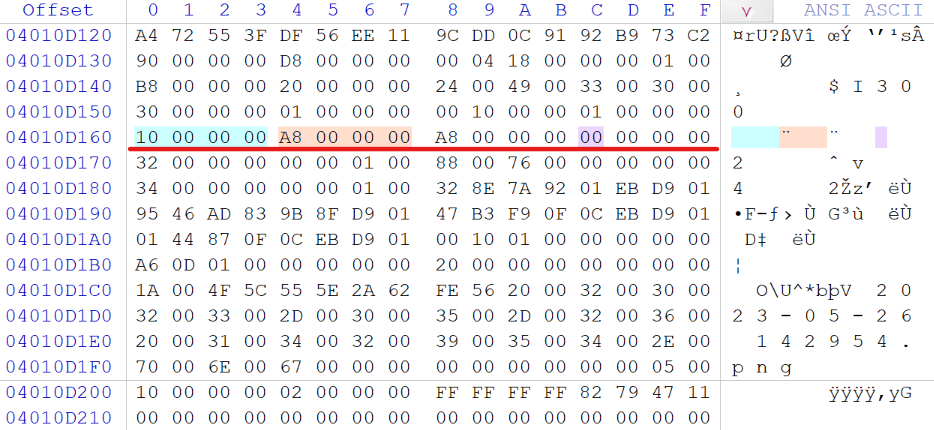 Offset 0 1 2 3 4 5 6 7 8 9 A B C D E F ANSI ASCII
04010D120 A4 72 55 3F DF 56 EE 11 9C DD 0C 91 92 B9 73 C2 ¤rU?ßVî œÝ ‘’¹sÂ
04010D130 90 00 00 00 D8 00 00 00 00 04 18 00 00 00 01 00 Ø
04010D140 B8 00 00 00 20 00 00 00 24 00 49 00 33 00 30 00 ¸ $ I 3 0
04010D150 30 00 00 00 01 00 00 00 00 10 00 00 01 00 00 00 0
04010D160 10 00 00 00 A8 00 00 00 A8 00 00 00 00 00 00 00 ¨ ¨
04010D170 32 00 00 00 00 00 01 00 88 00 76 00 00 00 00 00 2 ˆ v
04010D180 34 00 00 00 00 00 01 00 32 8E 7A 92 01 EB D9 01 4 2Žz’ ëÙ
04010D190 95 46 AD 83 9B 8F D9 01 47 B3 F9 0F 0C EB D9 01 •F-ƒ› Ù G³ù ëÙ
04010D1A0 01 44 87 0F 0C EB D9 01 00 10 01 00 00 00 00 00 D‡ ëÙ
04010D1B0 A6 0D 01 00 00 00 00 00 20 00 00 00 00 00 00 00 ¦
04010D1C0 1A 00 4F 5C 55 5E 2A 62 FE 56 20 00 32 00 30 00 O\U^*bþV 2 0
04010D1D0 32 00 33 00 2D 00 30 00 35 00 2D 00 32 00 36 00 2 3 - 0 5 - 2 6
04010D1E0 20 00 31 00 34 00 32 00 39 00 35 00 34 00 2E 00 1 4 2 9 5 4 .
04010D1F0 70 00 6E 00 67 00 00 00 00 00 00 00 00 00 05 00 p n g
04010D200 10 00 00 00 02 00 00 00 FF FF FF FF 82 79 47 11 ÿÿÿÿ‚yG
04010D210 00 00 00 00 00 00 00 00 00 00 00 00 00 00 00 00